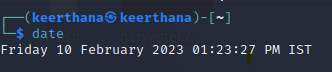 ┌──(keerthana㉿keerthana)-[~]
└─$ date
Friday 10 February 2023 01:23:27 PM IST